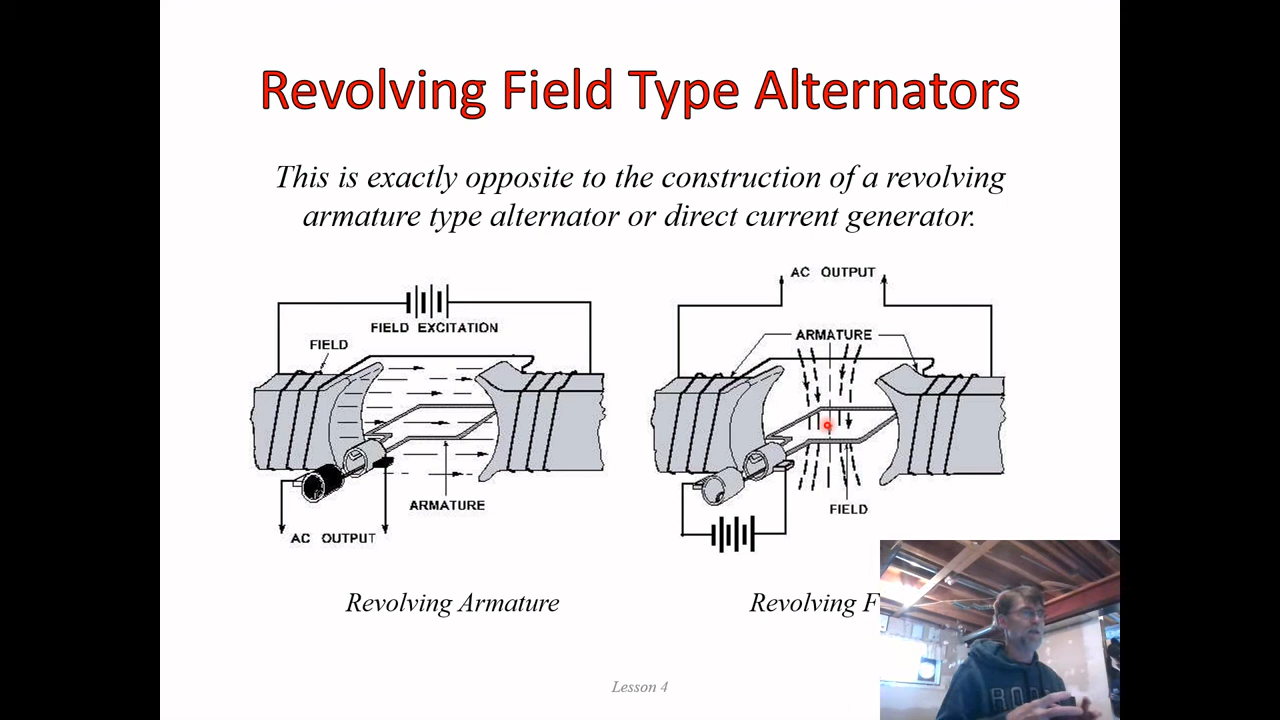 Revolving Field Type Alternators
This is exactly opposite to the construction of a revolving
armature type alternator or direct current generator.
FIELD EXCITATION
FIELD
ARMATURE
AC OUTPUT
Revolving Armature
AC OUTPUT
ARMATURE
FIELD
Revolving F
Lesson 4